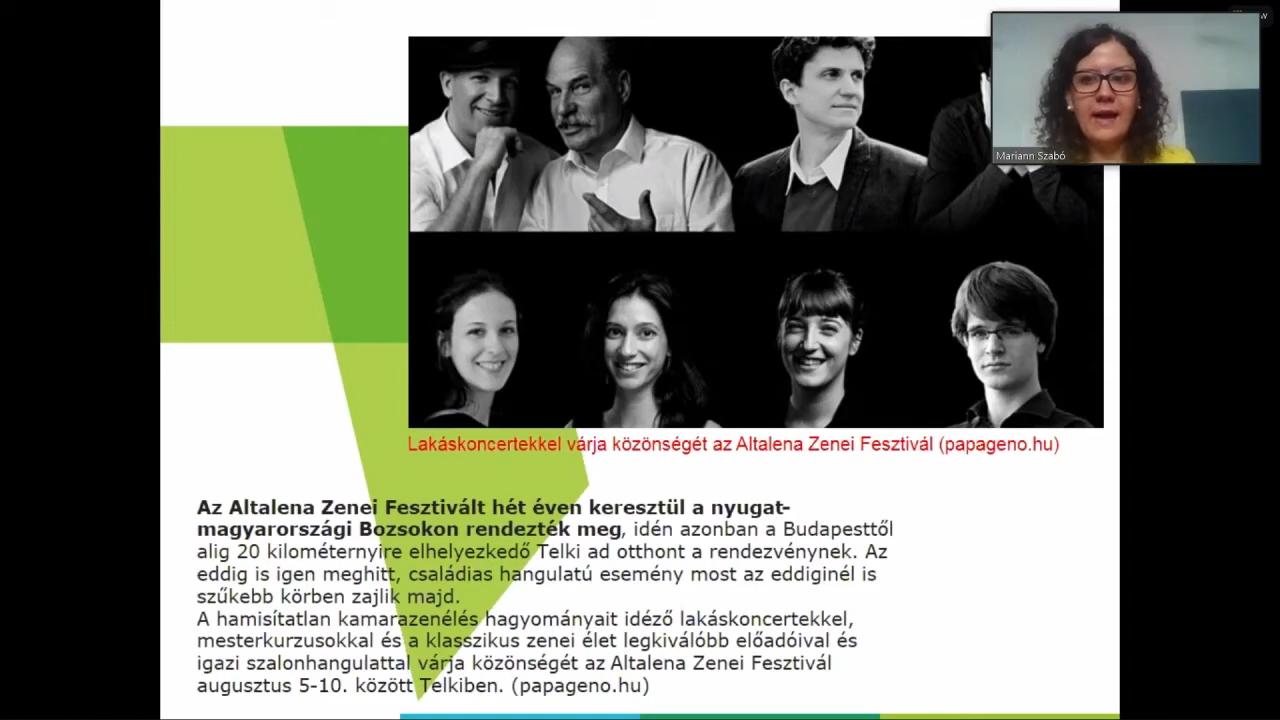 Mariann Szabó
Lakáskoncertekkel várja közönségét az Altalena Zenei Fesztivál (papageno.hu)
Az Altalena Zenei Fesztivált hét éven keresztül a nyugat-
magyarországi Bozsokon rendezték meg, idén azonban a Budapesttől
alig 20 kilométernyire elhelyezkedő Telki ad otthont a rendezvénynek. Az
eddig is igen meghitt, családias hangulatú esemény most az eddiginél is
szűkebb körben zajlik majd.
A hamisítatlan kamarazenélés hagyományait idéző lakáskoncertekkel,
mesterkurzusokkal és a klasszikus zenei élet legkiválóbb előadóival és
igazi szalonhangulattal várja közönségét az Altalena Zenei Fesztivál
augusztus 5-10. között Telkiben. (papageno.hu)